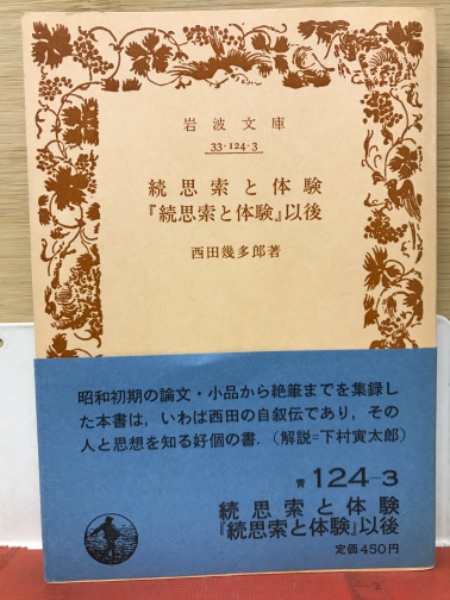 岩波文庫
33・124・3
続思索と体験
『続思索と体験』以後
西田幾多郎著
昭和初期の論文・小品から絶筆までを集録し
た本書は，いわば西田の自叙伝であり，その
人と思想を知る好個の書．（解説=下村寅太郎）
青 124-3
続思索と体験
『続思索と体験』以後
定価450円